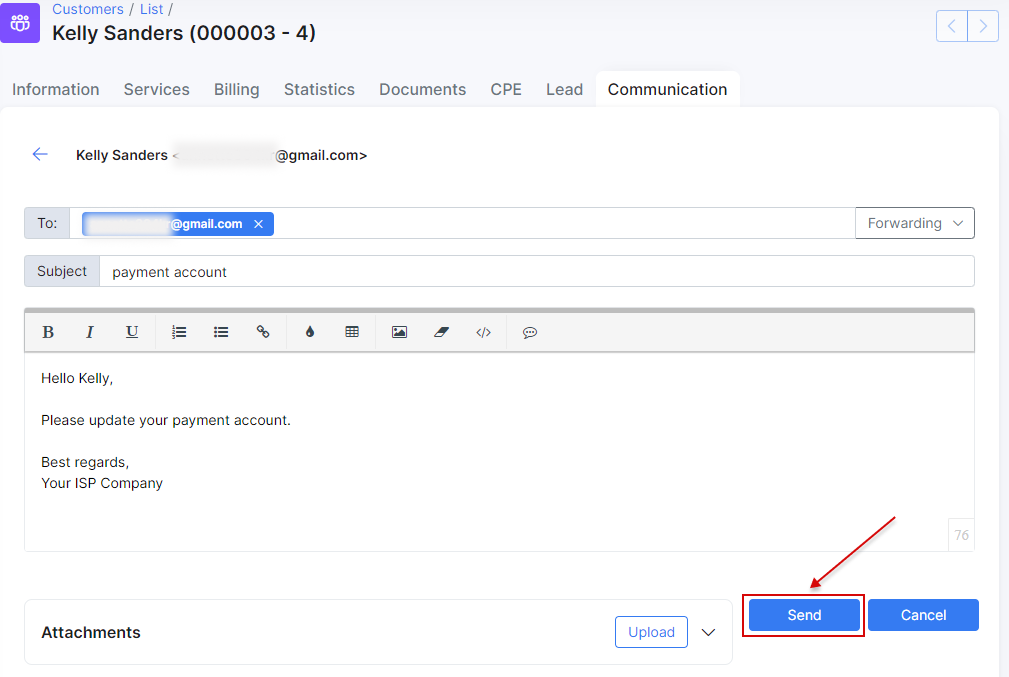 Customers / List /
Kelly Sanders (000003 - 4)
Information Services Billing Statistics Documents CPE Lead Communication
Kelly Sanders < @gmail.com>
To: @gmail.com × Forwarding
Subject payment account
B I U
Hello Kelly,
Please update your payment account.
Best regards,
Your ISP Company
76
Send Cancel
Attachments Upload